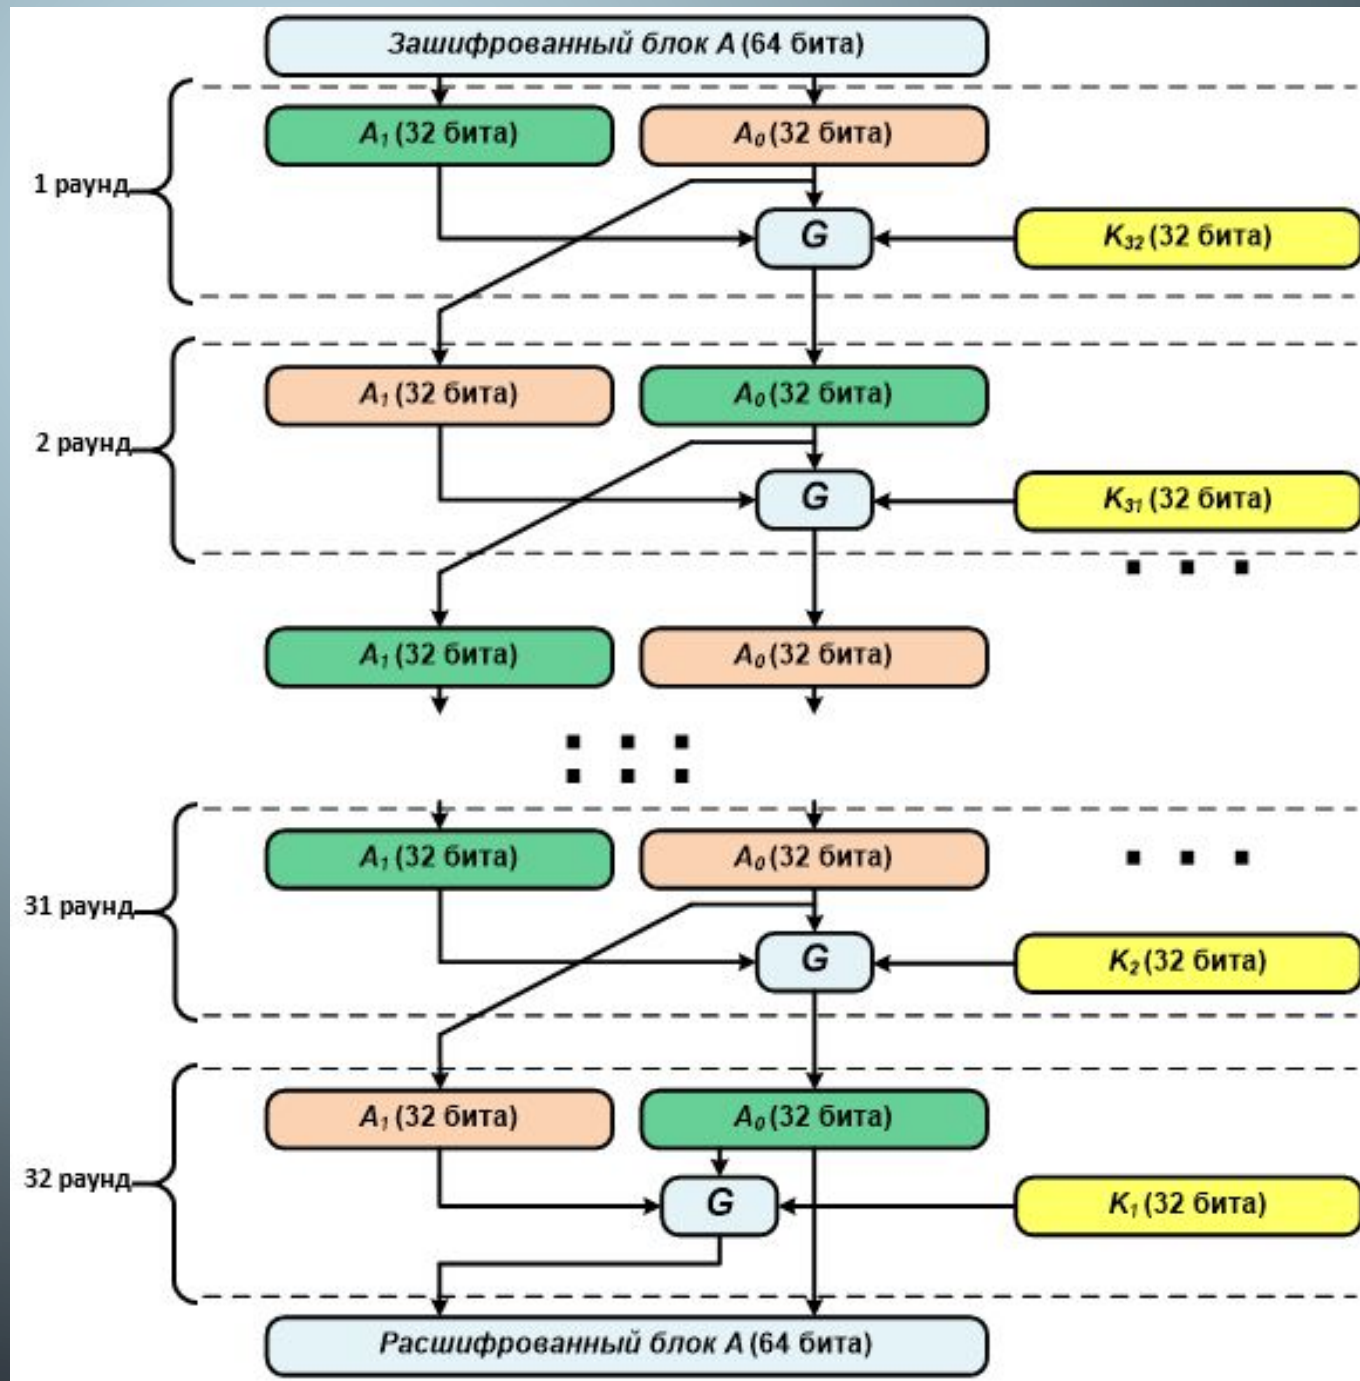 Зашифрованный блок A (64 бита)
A₁ (32 бита)
A₀ (32 бита)
1 раунд
G
K₃₂ (32 бита)
A₁ (32 бита)
A₀ (32 бита)
2 раунд
G
K₃₁ (32 бита)
A₁ (32 бита)
A₀ (32 бита)
A₁ (32 бита)
A₀ (32 бита)
31 раунд
G
K₂ (32 бита)
A₁ (32 бита)
A₀ (32 бита)
32 раунд
G
K₁ (32 бита)
Расшифрованный блок A (64 бита)